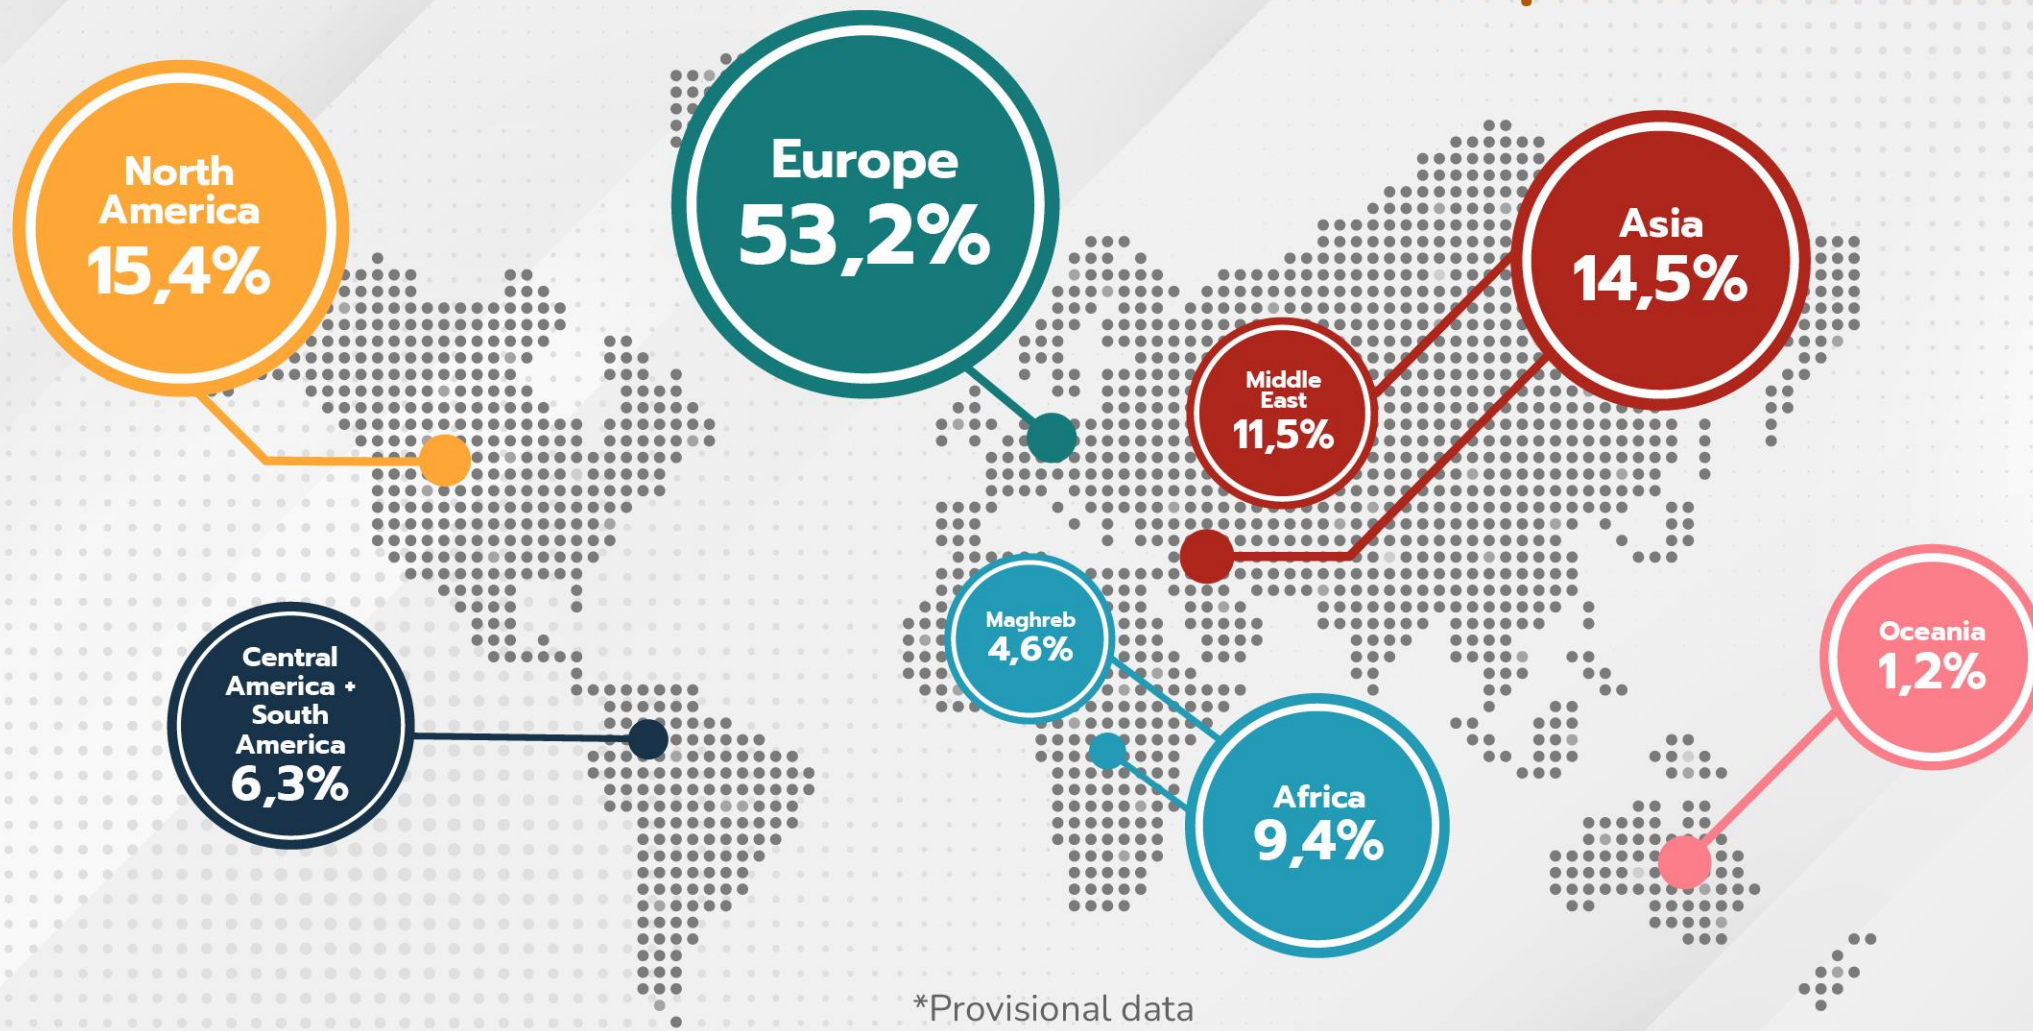 North
America
15,4%
Europe
53,2%
Asia
14,5%
Middle
East
11,5%
Maghreb
4,6%
Central
America +
South
America
6,3%
Africa
9,4%
Oceania
1,2%
*Provisional data